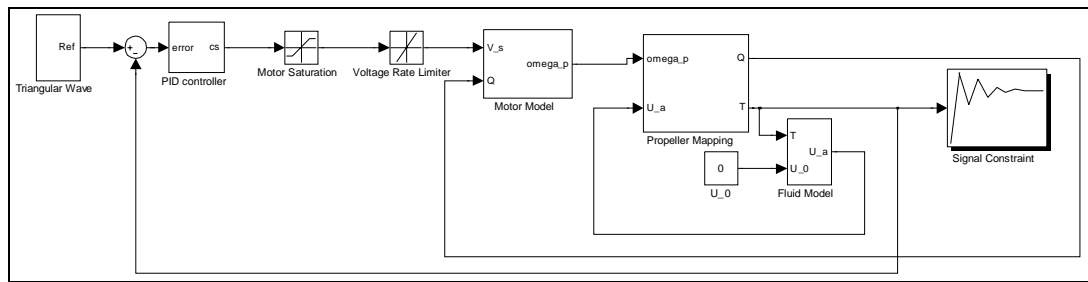 Ref
Triangular Wave
+
-
error
cs
PID controller
Motor Saturation
Voltage Rate Limiter
V_s
Q
omega_p
Motor Model
omega_p
U_a
Q
T
Propeller Mapping
0
U_0
T
U_0
U_a
Fluid Model
Signal Constraint